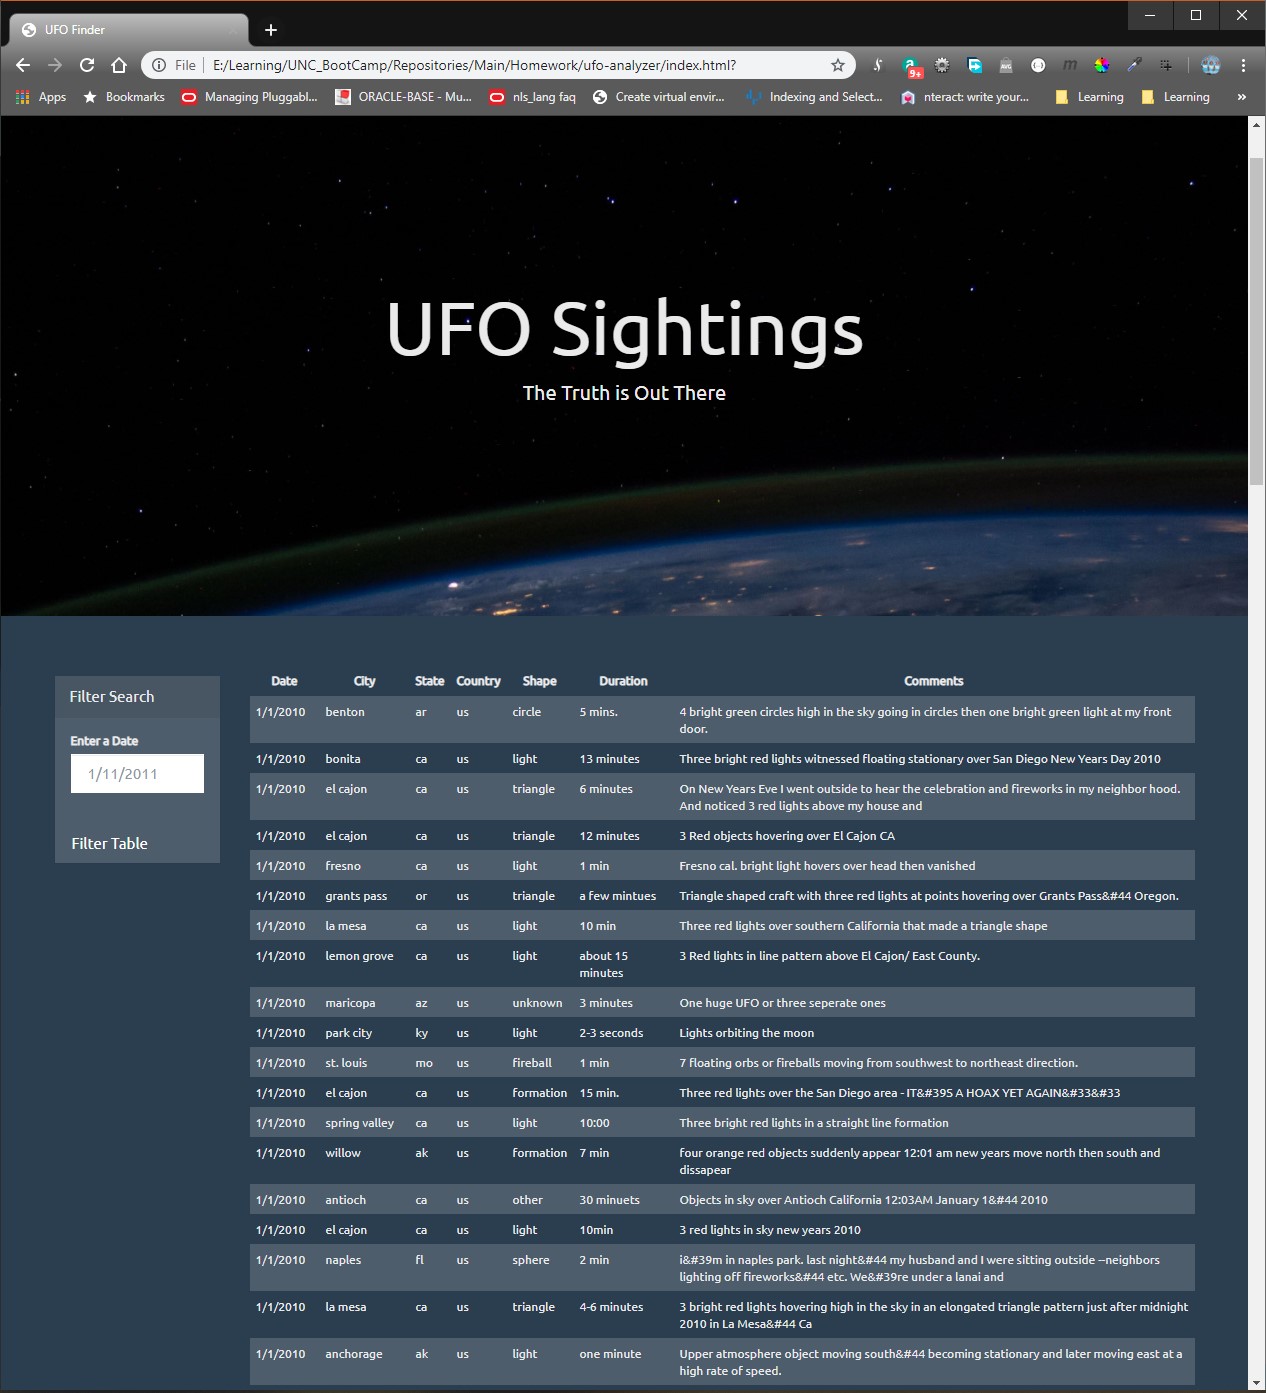 UFO Finder
File | E:/Learning/UNC_BootCamp/Repositories/Main/Homework/ufo-analyzer/index.html?
9+
Apps Bookmarks Managing Pluggabl... ORACLE-BASE - Mu... nls_lang faq Create virtual envir... Indexing and Select... nteract: write your... Learning Learning »
UFO Sightings
The Truth is Out There
Filter Search
Enter a Date
1/11/2011
Filter Table
Date City State Country Shape Duration Comments
1/1/2010 benton ar us circle 5 mins. 4 bright green circles high in the sky going in circles then one bright green light at my front
door.
1/1/2010 bonita ca us light 13 minutes Three bright red lights witnessed floating stationary over San Diego New Years Day 2010
1/1/2010 el cajon ca us triangle 6 minutes On New Years Eve I went outside to hear the celebration and fireworks in my neighbor hood.
And noticed 3 red lights above my house and
1/1/2010 el cajon ca us triangle 12 minutes 3 Red objects hovering over El Cajon CA
1/1/2010 fresno ca us light 1 min Fresno cal. bright light hovers over head then vanished
1/1/2010 grants pass or us triangle a few mintues Triangle shaped craft with three red lights at points hovering over Grants Pass&#44 Oregon.
1/1/2010 la mesa ca us light 10 min Three red lights over southern California that made a triangle shape
1/1/2010 lemon grove ca us light about 15 3 Red lights in line pattern above El Cajon/ East County.
minutes
1/1/2010 maricopa az us unknown 3 minutes One huge UFO or three seperate ones
1/1/2010 park city ky us light 2-3 seconds Lights orbiting the moon
1/1/2010 st. louis mo us fireball 1 min 7 floating orbs or fireballs moving from southwest to northeast direction.
1/1/2010 el cajon ca us formation 15 min. Three red lights over the San Diego area - IT&#39S A HOAX YET AGAIN&#33&#33
1/1/2010 spring valley ca us light 10:00 Three bright red lights in a straight line formation
1/1/2010 willow ak us formation 7 min four orange red objects suddenly appear 12:01 am new years move north then south and
dissapear
1/1/2010 antioch ca us other 30 minuets Objects in sky over Antioch California 12:03AM January 1&#44 2010
1/1/2010 el cajon ca us light 10min 3 red lights in sky new years 2010
1/1/2010 naples fl us sphere 2 min i&#39m in naples park. last night&#44 my husband and I were sitting outside --neighbors
lighting off fireworks&#44 etc. We&#39re under a lanai and
1/1/2010 la mesa ca us triangle 4-6 minutes 3 bright red lights hovering high in the sky in an elongated triangle pattern just after midnight
2010 in La Mesa&#44 Ca
1/1/2010 anchorage ak us light one minute Upper atmosphere object moving south&#44 becoming stationary and later moving east at a
high rate of speed.